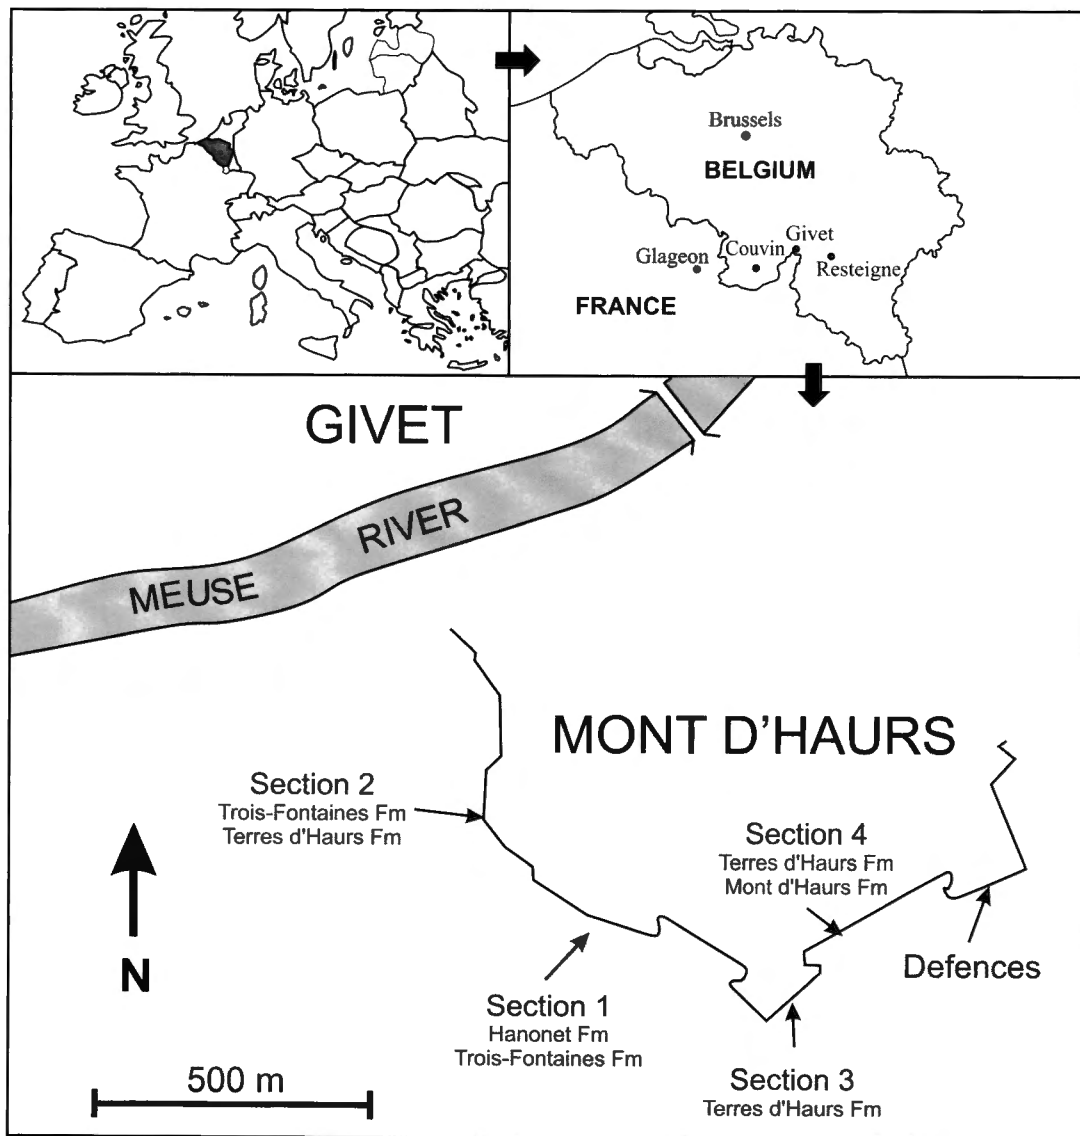 Brussels
BELGIUM
Givet
Glageon
Couvin
Resteigne
FRANCE
GIVET
MEUSE RIVER
MONT D'HAURS
Section 2
Trois-Fontaines Fm
Terres d'Haurs Fm
Section 4
Terres d'Haurs Fm
Mont d'Haurs Fm
Defences
N
Section 1
Hanonet Fm
Trois-Fontaines Fm
Section 3
Terres d'Haurs Fm
500 m